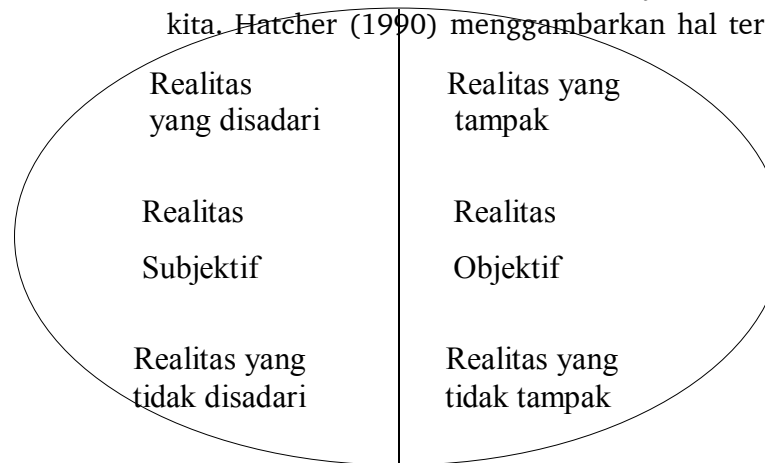 kita. Hatcher (1990) menggambarkan hal ter
Realitas
yang disadari
Realitas yang
tampak
Realitas
Subjektif
Realitas
Objektif
Realitas yang
tidak disadari
Realitas yang
tidak tampak